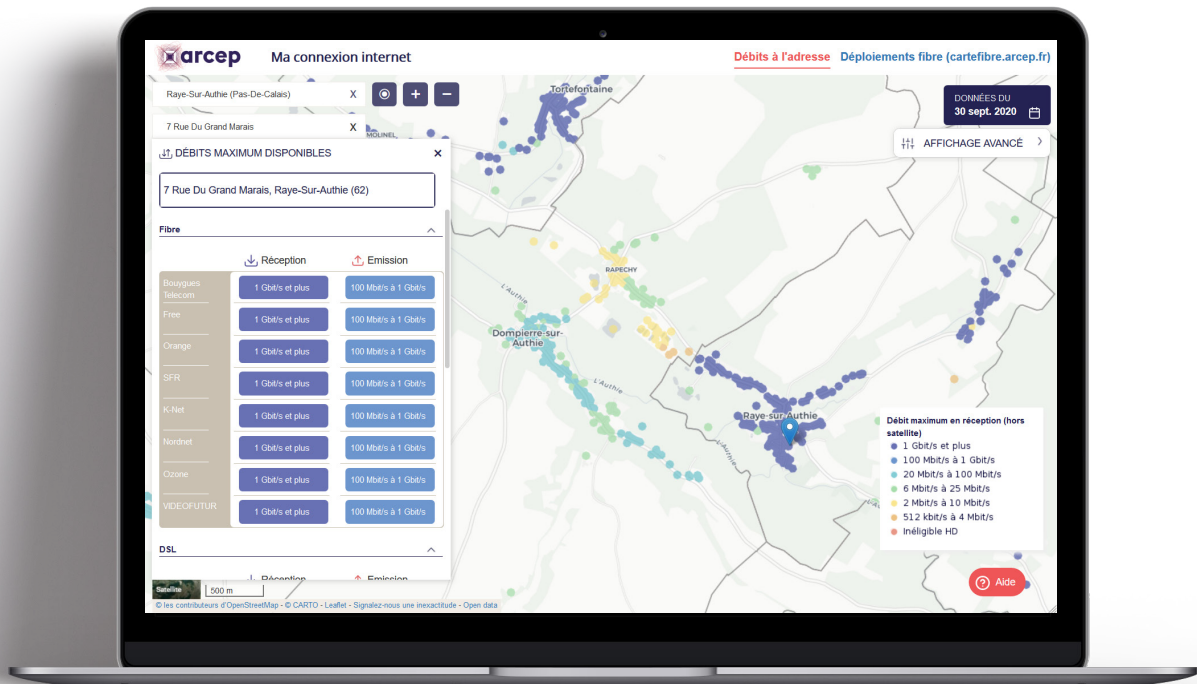 arcep
Ma connexion internet
Débits à l'adresse
Déploiements fibre (cartefibre.arcep.fr)
Raye-Sur-Authie (Pas-De-Calais) X
+ −
7 Rue Du Grand Marais X
DÉBITS MAXIMUM DISPONIBLES ×
7 Rue Du Grand Marais, Raye-Sur-Authie (62)
Fibre
Réception Emission
Bouygues Telecom 1 Gbit/s et plus 100 Mbit/s à 1 Gbit/s
Free 1 Gbit/s et plus 100 Mbit/s à 1 Gbit/s
Orange 1 Gbit/s et plus 100 Mbit/s à 1 Gbit/s
SFR 1 Gbit/s et plus 100 Mbit/s à 1 Gbit/s
K-Net 1 Gbit/s et plus 100 Mbit/s à 1 Gbit/s
Nordnet 1 Gbit/s et plus 100 Mbit/s à 1 Gbit/s
Ozone 1 Gbit/s et plus 100 Mbit/s à 1 Gbit/s
VIDEOFUTUR 1 Gbit/s et plus 100 Mbit/s à 1 Gbit/s
DSL
Réception Emission
Satellite
500 m
© les contributeurs d'OpenStreetMap - © CARTO - Leaflet - Signalez-nous une inexactitude - Open data
Tortefontaine
MOLINEL
RAPECHY
L'Authie
Dompierre-sur-
Authie
L'Authie
Raye-sur-Authie
L'Authie
DONNÉES DU
30 sept. 2020
AFFICHAGE AVANCÉ
Débit maximum en réception (hors
satellite)
1 Gbit/s et plus
100 Mbit/s à 1 Gbit/s
20 Mbit/s à 100 Mbit/s
6 Mbit/s à 25 Mbit/s
2 Mbit/s à 10 Mbit/s
512 kbit/s à 4 Mbit/s
Inéligible HD
? Aide